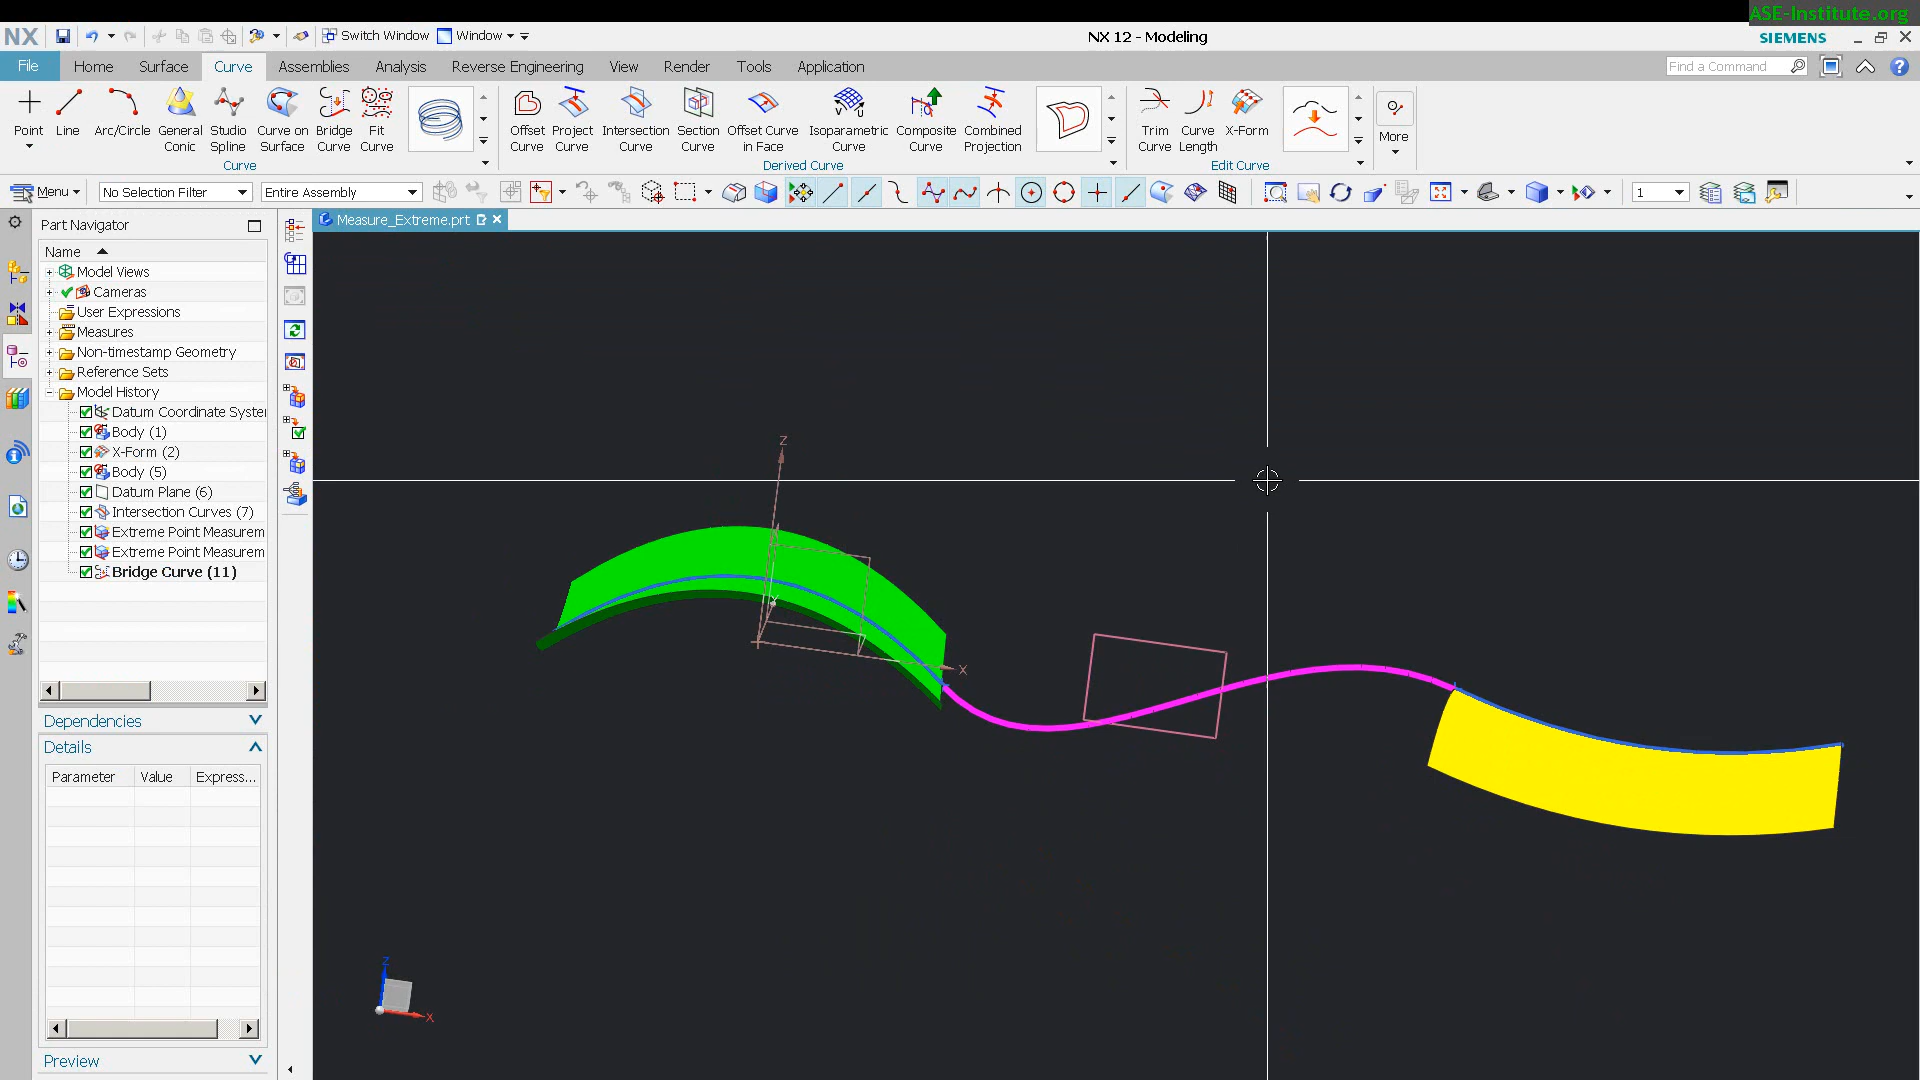 ASE-Institute.org
NX
Switch Window
Window
NX 12 - Modeling
SIEMENS
File
Home
Surface
Curve
Assemblies
Analysis
Reverse Engineering
View
Render
Tools
Application
Find a Command
Point
Line
Arc/Circle
General Conic
Studio Spline
Curve on Surface
Bridge Curve
Fit Curve
Offset Curve
Project Curve
Intersection Curve
Section Curve
Offset Curve in Face
Isoparametric Curve
Composite Curve
Combined Projection
Trim Curve
Curve Length
X-Form
More
Curve
Derived Curve
Edit Curve
Menu
No Selection Filter
Entire Assembly
1
Part Navigator
Measure_Extreme.prt
Name
Model Views
Cameras
User Expressions
Measures
Non-timestamp Geometry
Reference Sets
Model History
Datum Coordinate Syste
Body (1)
X-Form (2)
Body (5)
Datum Plane (6)
Intersection Curves (7)
Extreme Point Measurem
Extreme Point Measurem
Bridge Curve (11)
Dependencies
Details
Parameter
Value
Express...
Preview
Z
Y
X
Z
X